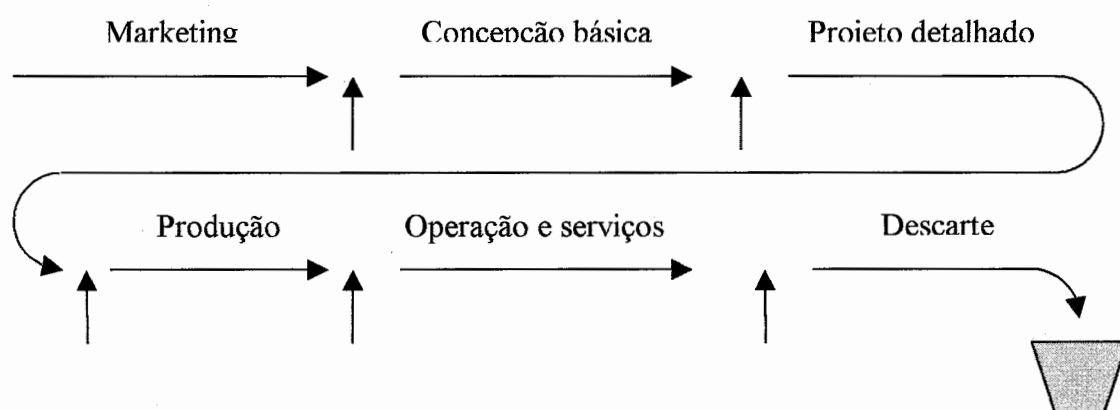 Marketing
Concepção básica
Projeto detalhado
Produção
Operação e serviços
Descarte